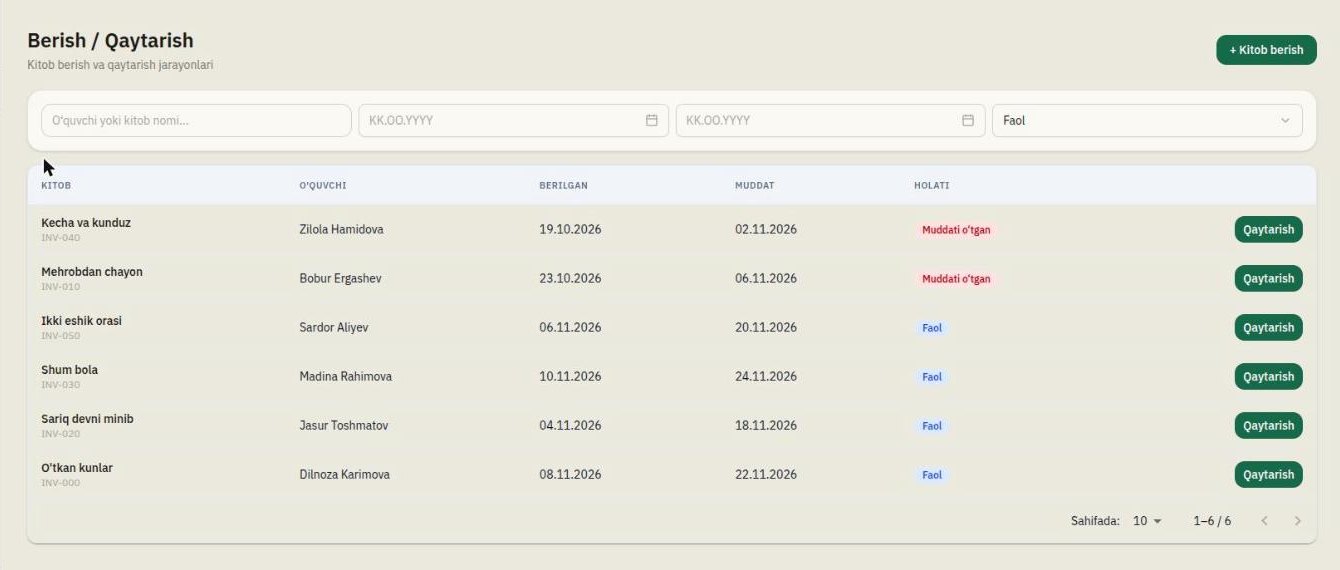 Berish / Qaytarish
Kitob berish va qaytarish jarayonlari
+ Kitob berish
O'quvchi yoki kitob nomi... KK.OO.YYYY KK.OO.YYYY Faol
KITOB O'QUVCHI BERILGAN MUDDAT HOLATI
Kecha va kunduz
INV-040
Zilola Hamidova 19.10.2026 02.11.2026 Muddati o'tgan Qaytarish
Mehrobdan chayon
INV-010
Bobur Ergashev 23.10.2026 06.11.2026 Muddati o'tgan Qaytarish
Ikki eshik orasi
INV-050
Sardor Aliyev 06.11.2026 20.11.2026 Faol Qaytarish
Shum bola
INV-030
Madina Rahimova 10.11.2026 24.11.2026 Faol Qaytarish
Sariq devni minib
INV-020
Jasur Toshmatov 04.11.2026 18.11.2026 Faol Qaytarish
O'tkan kunlar
INV-000
Dilnoza Karimova 08.11.2026 22.11.2026 Faol Qaytarish
Sahifada: 10 1–6 / 6